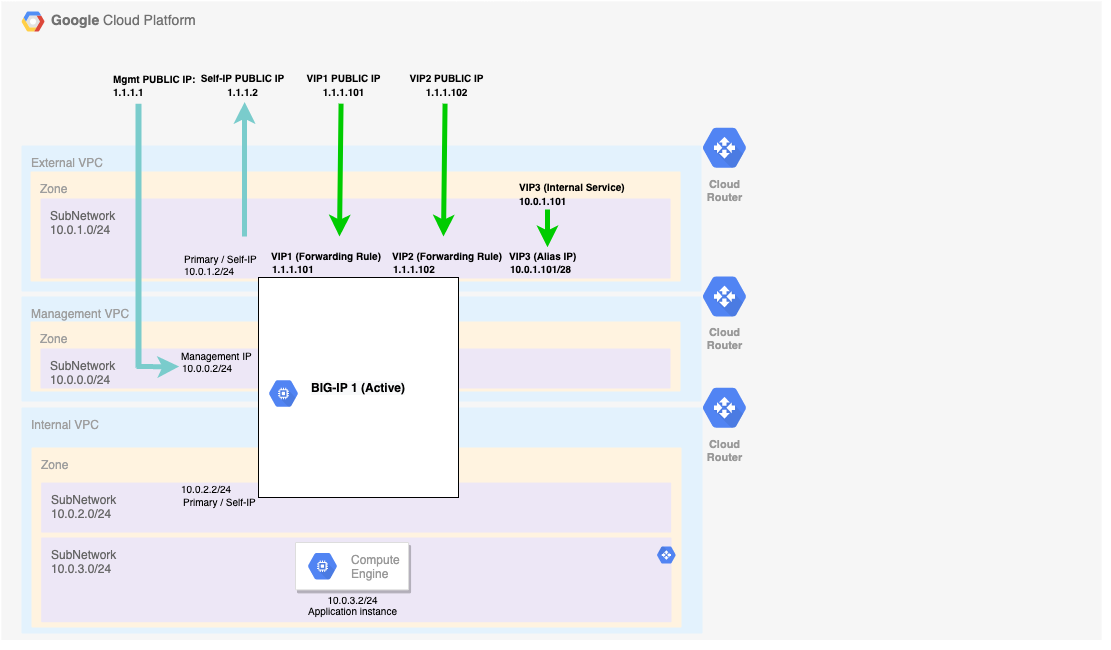 Google Cloud Platform
Mgmt PUBLIC IP:
1.1.1.1
Self-IP PUBLIC IP
1.1.1.2
VIP1 PUBLIC IP
1.1.1.101
VIP2 PUBLIC IP
1.1.1.102
External VPC
Zone
SubNetwork
10.0.1.0/24
VIP3 (Internal Service)
10.0.1.101
Cloud
Router
Primary / Self-IP
10.0.1.2/24
VIP1 (Forwarding Rule)
1.1.1.101
VIP2 (Forwarding Rule)
1.1.1.102
VIP3 (Alias IP)
10.0.1.101/28
Management VPC
Zone
SubNetwork
10.0.0.0/24
Management IP
10.0.0.2/24
Cloud
Router
BIG-IP 1 (Active)
Internal VPC
Zone
Cloud
Router
SubNetwork
10.0.2.0/24
10.0.2.2/24
Primary / Self-IP
SubNetwork
10.0.3.0/24
Compute
Engine
10.0.3.2/24
Application instance